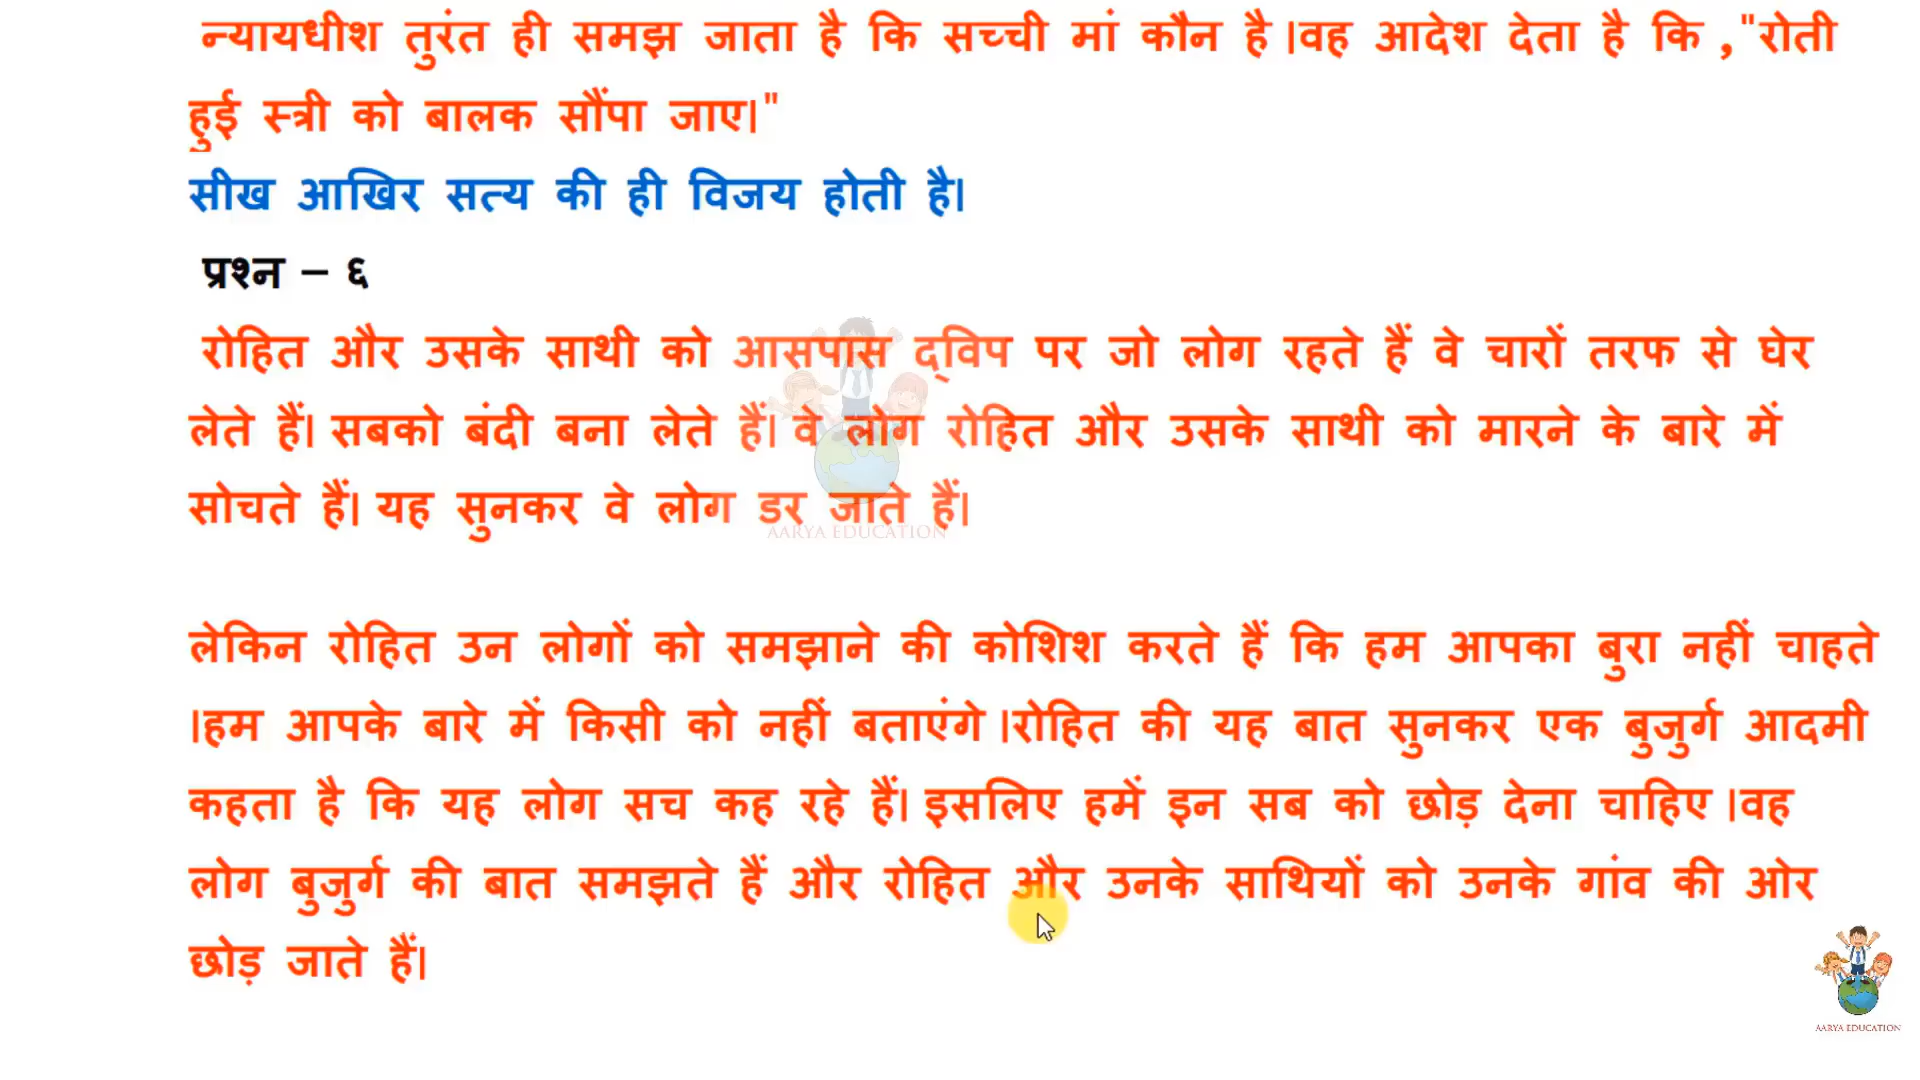 न्यायधीश तुरंत ही समझ जाता है कि सच्ची मां कौन है ।वह आदेश देता है कि ,"रोती
हुई स्त्री को बालक सौंपा जाए।"
सीख आखिर सत्य की ही विजय होती है।
प्रश्न – ६
रोहित और उसके साथी को आसपास द्विप पर जो लोग रहते हैं वे चारों तरफ से घेर
लेते हैं। सबको बंदी बना लेते हैं। वे लोग रोहित और उसके साथी को मारने के बारे में
सोचते हैं। यह सुनकर वे लोग डर जाते हैं।
AARYA EDUCATION
लेकिन रोहित उन लोगों को समझाने की कोशिश करते हैं कि हम आपका बुरा नहीं चाहते
।हम आपके बारे में किसी को नहीं बताएंगे ।रोहित की यह बात सुनकर एक बुजुर्ग आदमी
कहता है कि यह लोग सच कह रहे हैं। इसलिए हमें इन सब को छोड़ देना चाहिए ।वह
लोग बुजुर्ग की बात समझते हैं और रोहित और उनके साथियों को उनके गांव की ओर
छोड़ जाते हैं।
AARYA EDUCATION